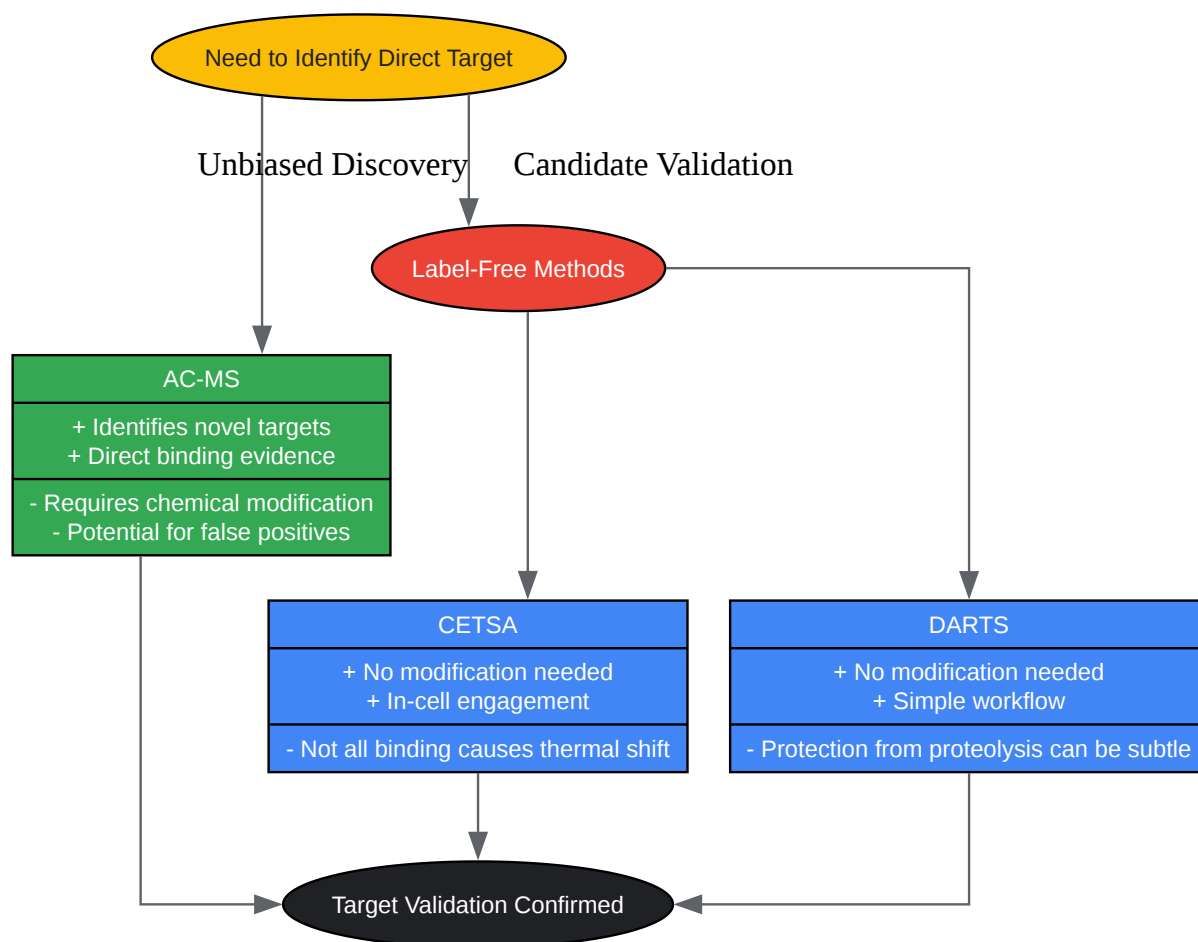 Need to Identify Direct Target
Unbiased Discovery
Candidate Validation
Label-Free Methods
AC-MS
+ Identifies novel targets
+ Direct binding evidence
- Requires chemical modification
- Potential for false positives
CETSA
+ No modification needed
+ In-cell engagement
- Not all binding causes thermal shift
DARTS
+ No modification needed
+ Simple workflow
- Protection from proteolysis can be subtle
Target Validation Confirmed